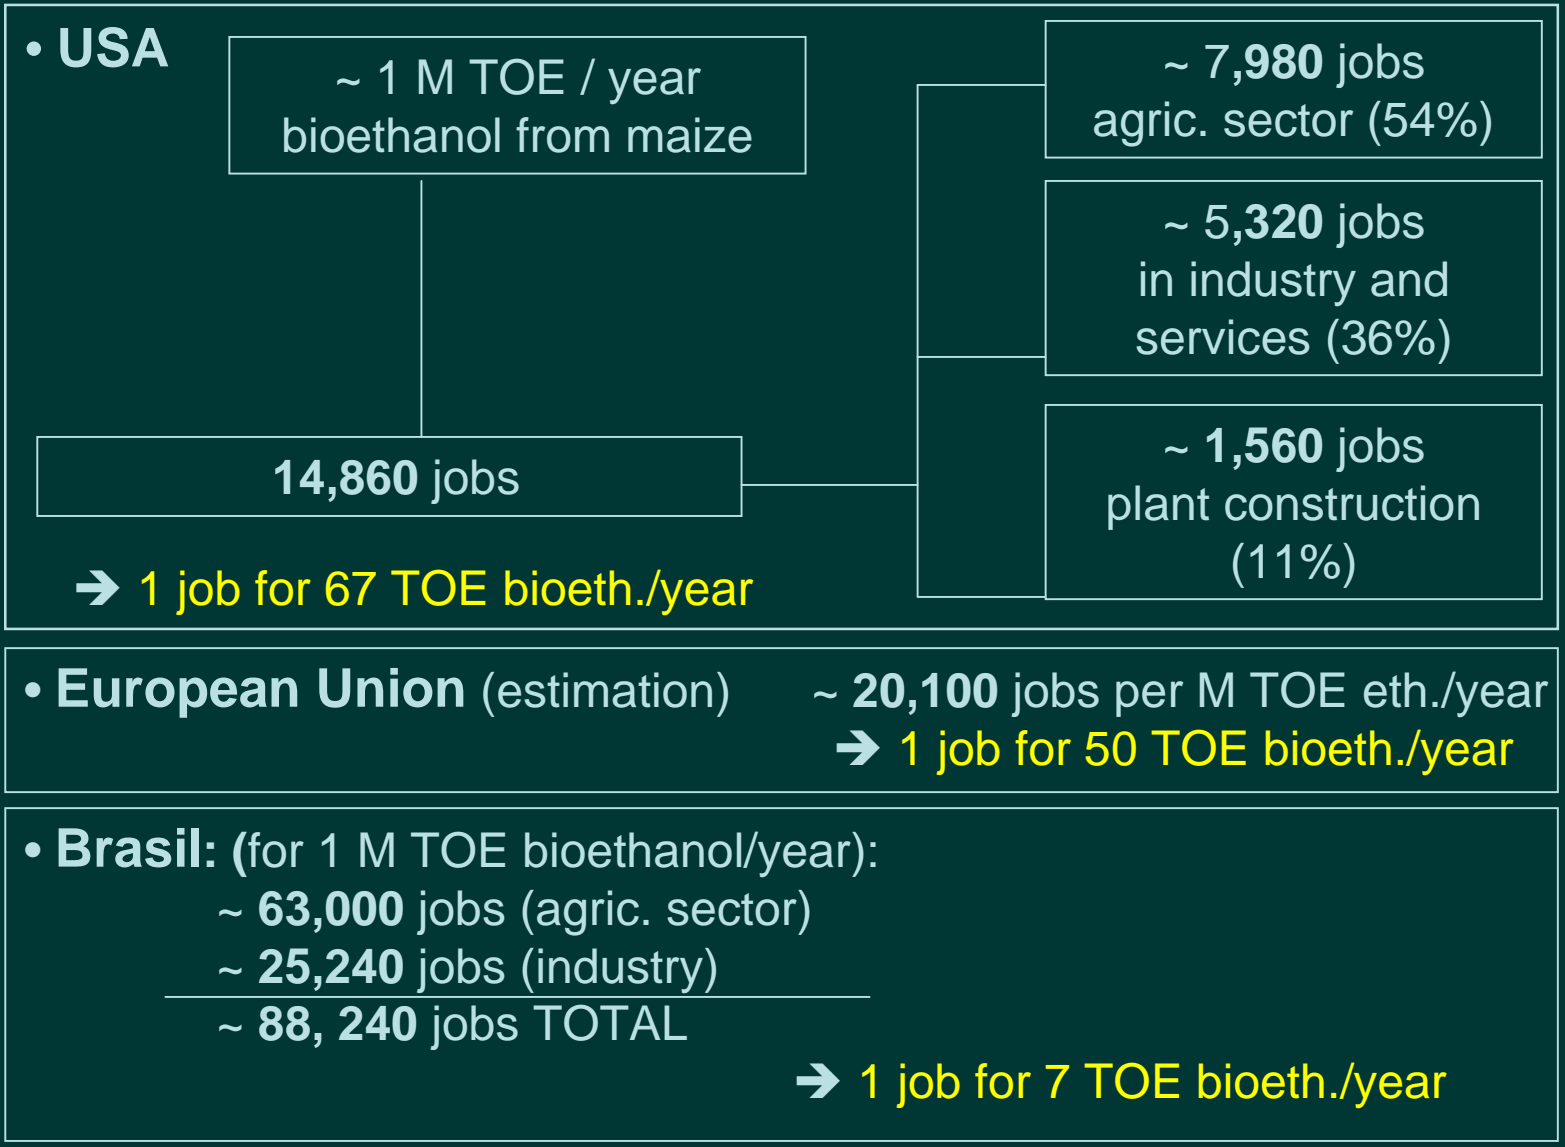 • USA
~ 1 M TOE / year
bioethanol from maize
14,860 jobs
➔ 1 job for 67 TOE bioeth./year
~ 7,980 jobs
agric. sector (54%)
~ 5,320 jobs
in industry and
services (36%)
~ 1,560 jobs
plant construction
(11%)
• European Union (estimation) ~ 20,100 jobs per M TOE eth./year
➔ 1 job for 50 TOE bioeth./year
• Brasil: (for 1 M TOE bioethanol/year):
~ 63,000 jobs (agric. sector)
~ 25,240 jobs (industry)
~ 88, 240 jobs TOTAL
➔ 1 job for 7 TOE bioeth./year